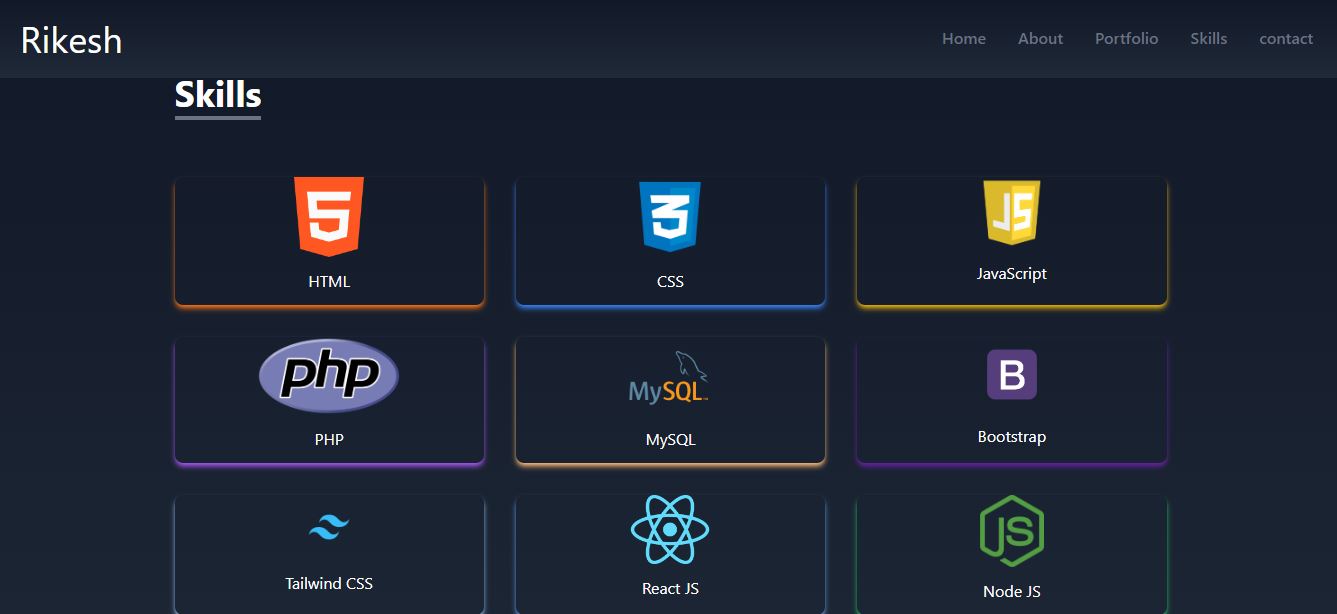 Rikesh
Home About Portfolio Skills contact
Skills
5 3 JS
HTML CSS JavaScript
php MySQL™ B
PHP MySQL Bootstrap
JS
Tailwind CSS React JS Node JS